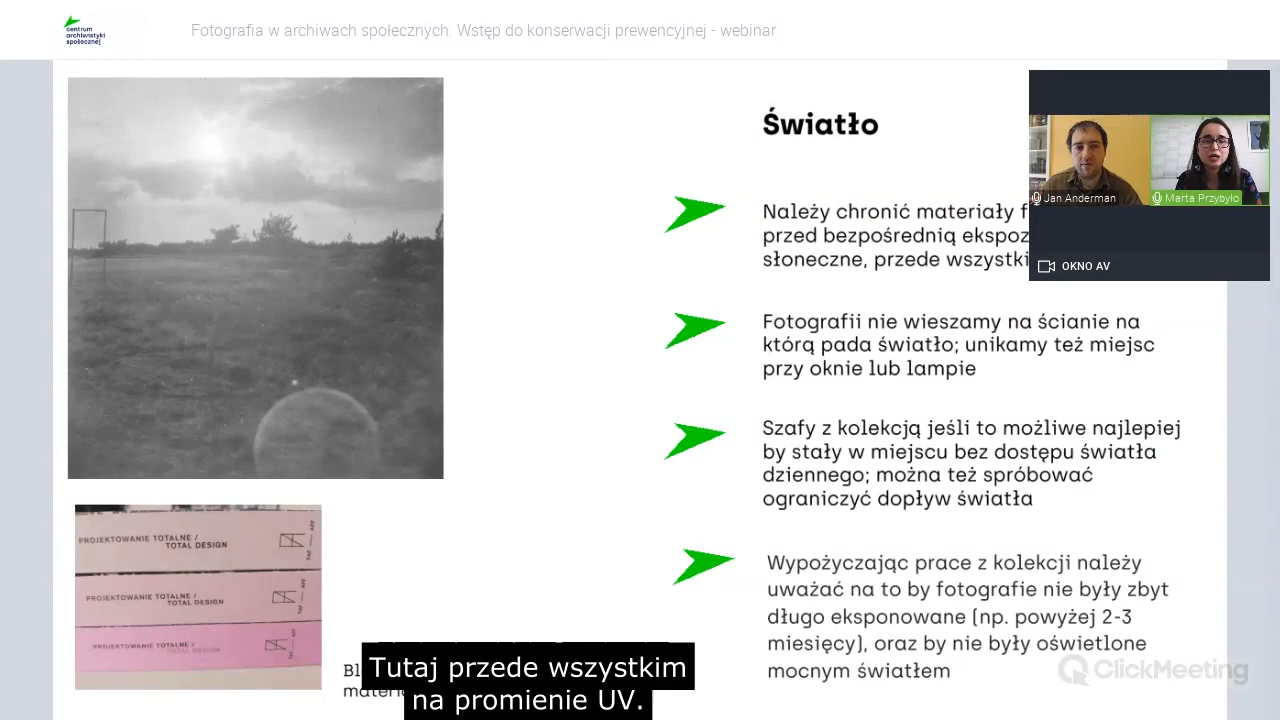 centrum
archiwistyki
społecznej
Fotografia w archiwach społecznych. Wstęp do konserwacji prewencyjnej - webinar
Światło
Należy chronić materiały
przed bezpośrednią
słoneczne, przede
Fotografii nie wieszamy na ścianie na
którą pada światło; unikamy też miejsc
przy oknie lub lampie
Szafy z kolekcją jeśli to możliwe najlepiej
by stały w miejscu bez dostępu światła
dziennego; można też spróbować
ograniczyć dopływ światła
Wypożyczając prace z kolekcji należy
uważać na to by fotografie nie były zbyt
długo eksponowane (np. powyżej 2-3
miesięcy), oraz by nie były oświetlone
mocnym światłem
Jan Anderman
Marta Przybyło
OKNO AV
PROJEKTOWANIE TOTALNE /
TOTAL DESIGN
PROJEKTOWANIE TOTALNE /
TOTAL DESIGN
PROJEKTOWANIE TOTALNE /
TOTAL DESIGN
Tutaj przede wszystkim
na promienie UV.
ClickMeeting